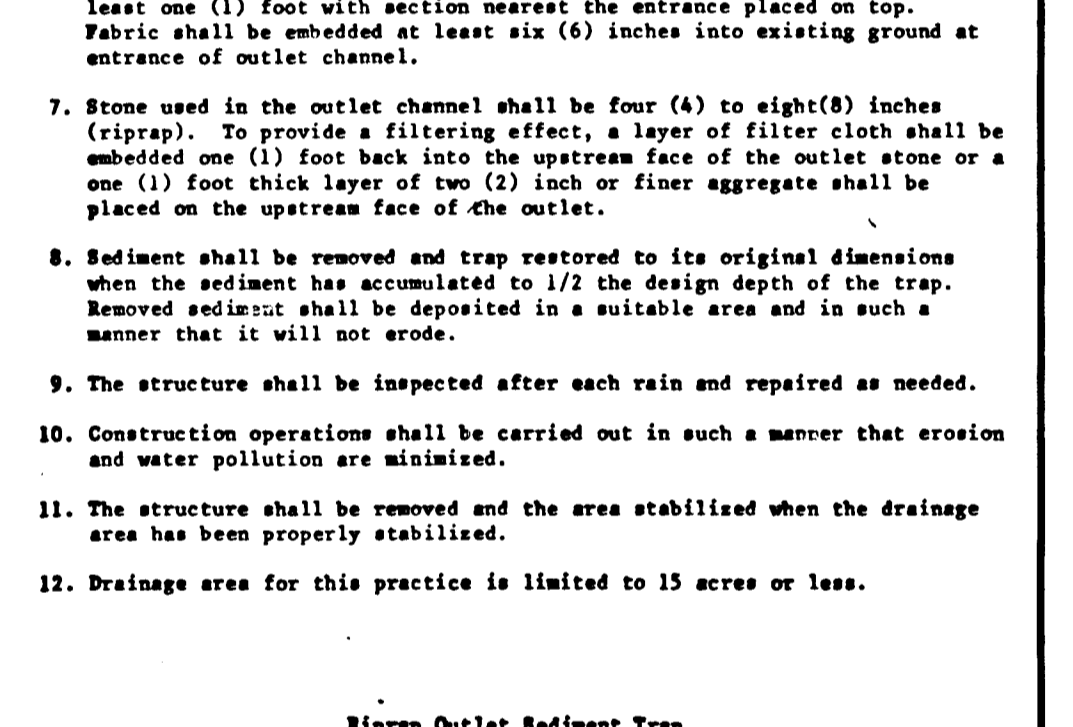 least one (1) foot with section nearest the entrance placed on top.
Fabric shall be embedded at least six (6) inches into existing ground at
entrance of outlet channel.
7. Stone used in the outlet channel shall be four (4) to eight(8) inches
(riprap). To provide a filtering effect, a layer of filter cloth shall be
embedded one (1) foot back into the upstream face of the outlet stone or a
one (1) foot thick layer of two (2) inch or finer aggregate shall be
placed on the upstream face of the outlet.
8. Sediment shall be removed and trap restored to its original dimensions
when the sediment has accumulated to 1/2 the design depth of the trap.
Removed sediment shall be deposited in a suitable area and in such a
manner that it will not erode.
9. The structure shall be inspected after each rain and repaired as needed.
10. Construction operations shall be carried out in such a manner that erosion
and water pollution are minimized.
11. The structure shall be removed and the area stabilized when the drainage
area has been properly stabilized.
12. Drainage area for this practice is limited to 15 acres or less.
Riprap Outlet Sediment Trap